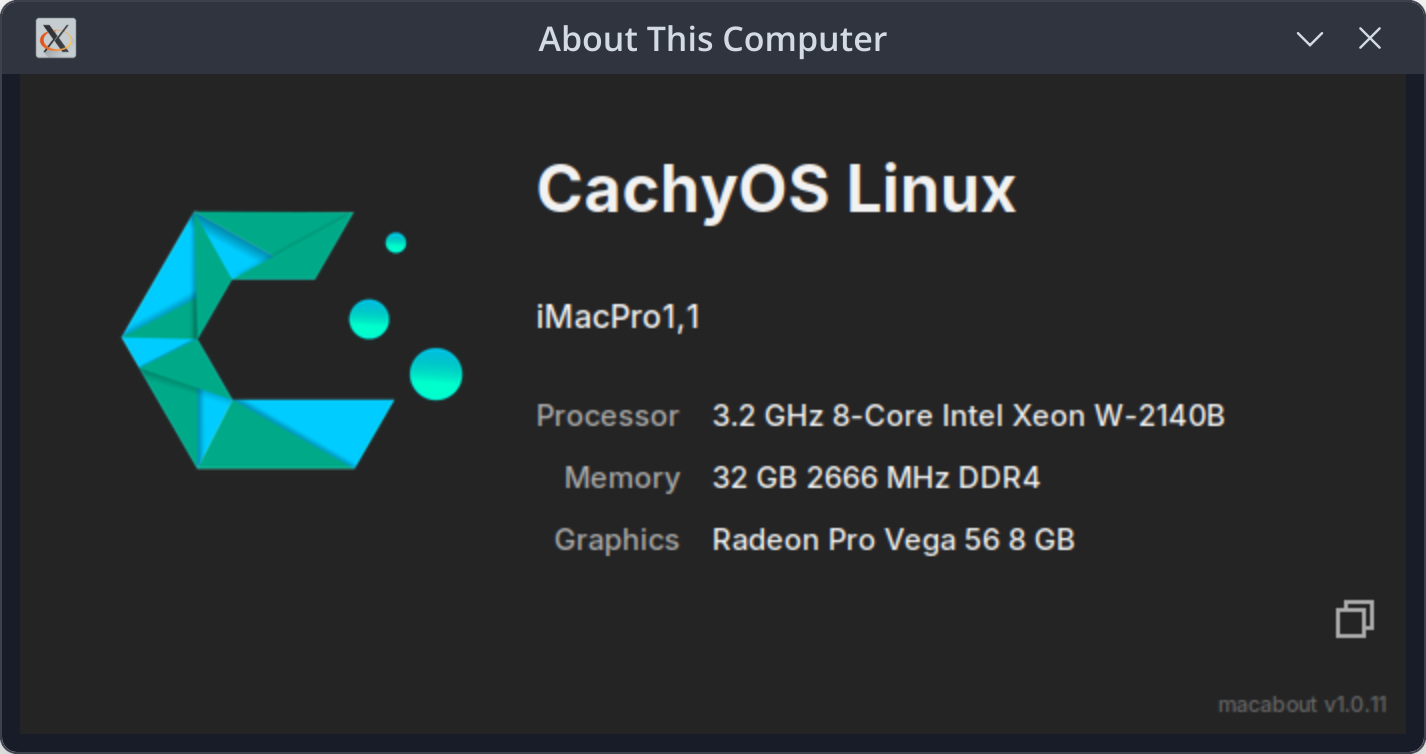 About This Computer
CachyOS Linux
iMacPro1,1
Processor 3.2 GHz 8-Core Intel Xeon W-2140B
Memory 32 GB 2666 MHz DDR4
Graphics Radeon Pro Vega 56 8 GB
macabout v1.0.11